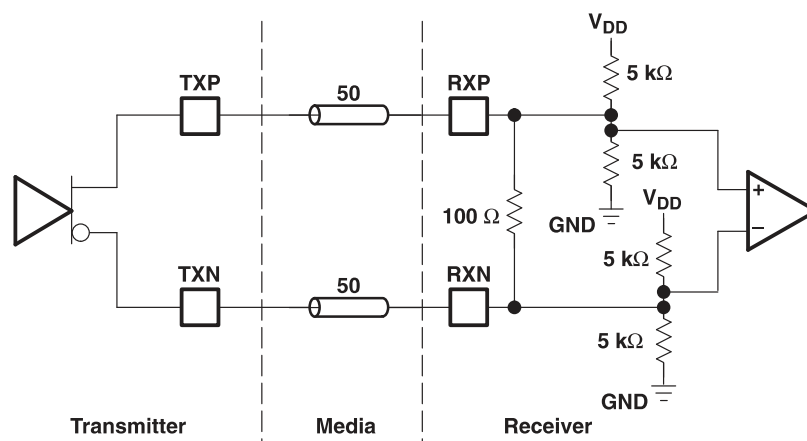 V_DD
5 kΩ
TXP
50
RXP
5 kΩ
V_DD
GND
100 Ω
+
−
5 kΩ
TXN
50
RXN
5 kΩ
GND
Transmitter
Media
Receiver